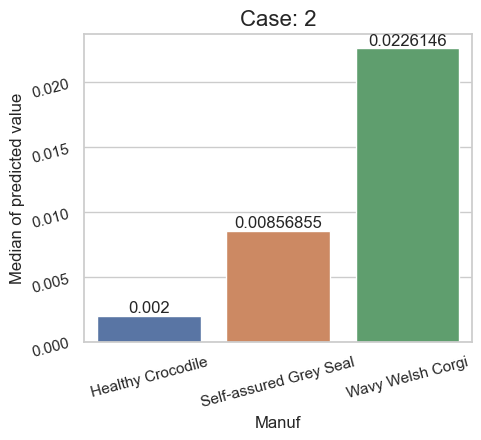 Case: 2
0.0226146
0.00856855
0.002
0.020
0.015
0.010
0.005
0.000
Median of predicted value
Healthy Crocodile
Self-assured Grey Seal
Wavy Welsh Corgi
Manuf